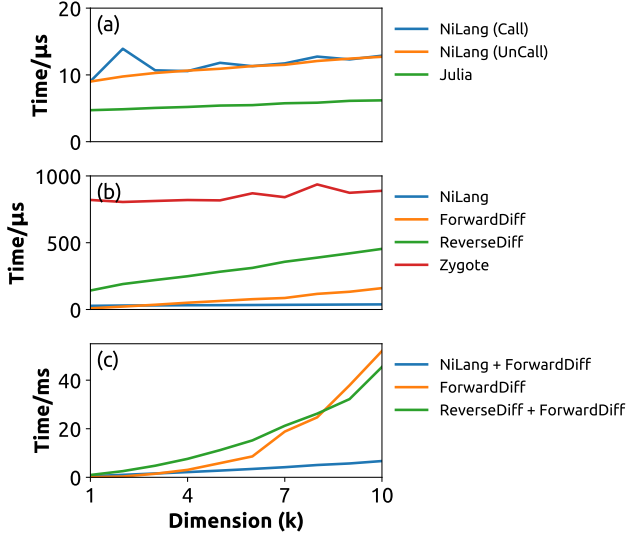 20
(a)
NiLang (Call)
NiLang (UnCall)
Julia
10
0
Time/µs
1000
(b)
NiLang
ForwardDiff
ReverseDiff
Zygote
500
0
Time/µs
(c)
NiLang + ForwardDiff
ForwardDiff
ReverseDiff + ForwardDiff
40
20
0
Time/ms
1 4 7 10
Dimension (k)